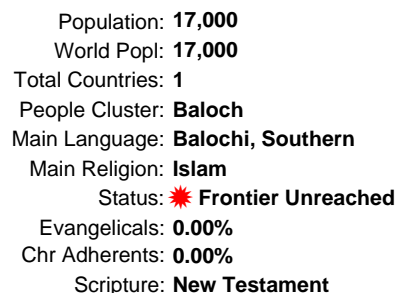 Population: 17,000
World Popl: 17,000
Total Countries: 1
People Cluster: Baloch
Main Language: Balochi, Southern
Main Religion: Islam
Status: Frontier Unreached
Evangelicals: 0.00%
Chr Adherents: 0.00%
Scripture: New Testament